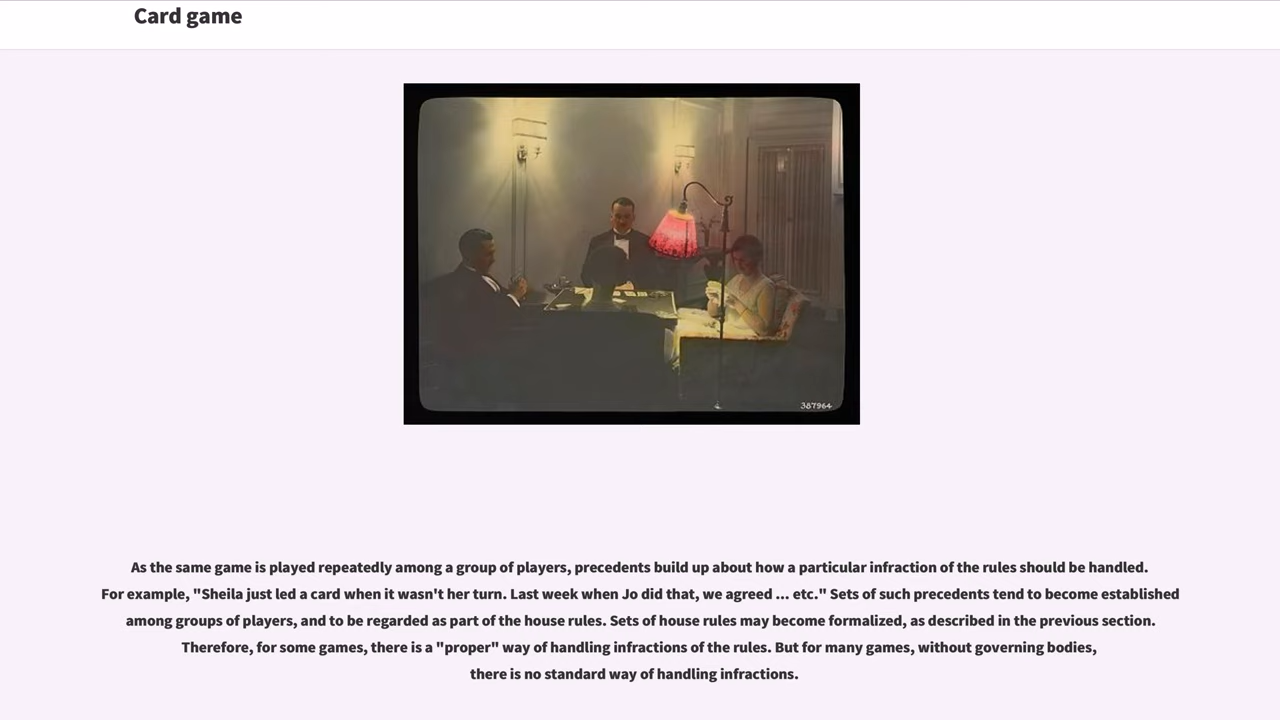 Card game
387964
As the same game is played repeatedly among a group of players, precedents build up about how a particular infraction of the rules should be handled.
For example, "Sheila just led a card when it wasn't her turn. Last week when Jo did that, we agreed ... etc." Sets of such precedents tend to become established
among groups of players, and to be regarded as part of the house rules. Sets of house rules may become formalized, as described in the previous section.
Therefore, for some games, there is a "proper" way of handling infractions of the rules. But for many games, without governing bodies,
there is no standard way of handling infractions.